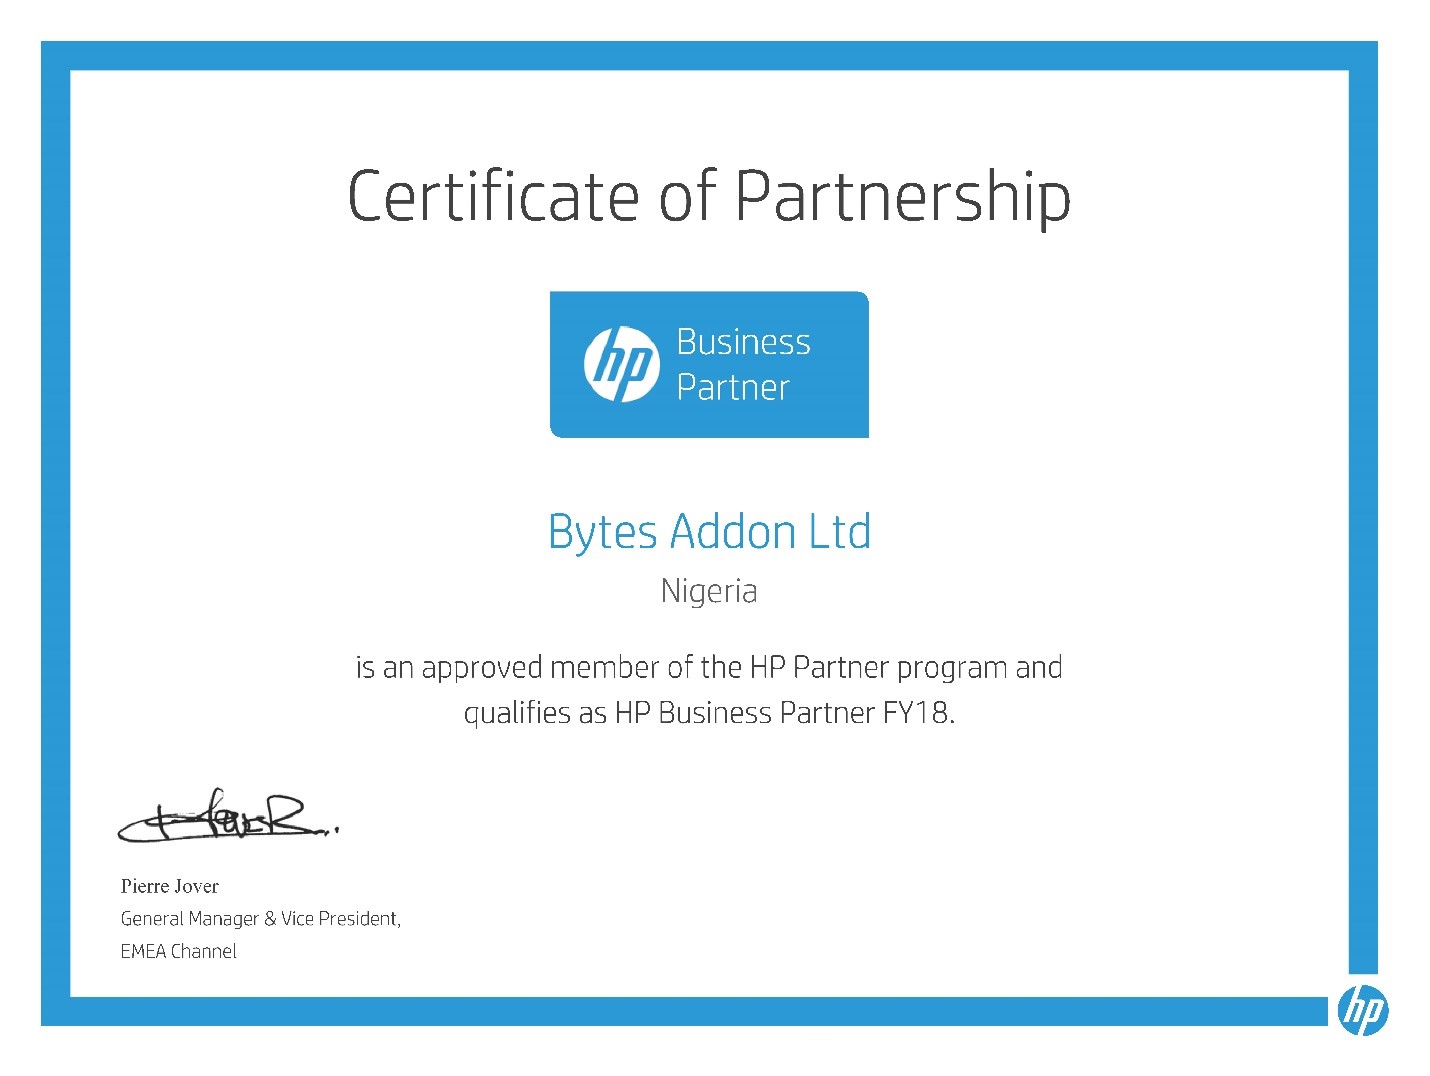 Certificate of Partnership
hp
Business
Partner
Bytes Addon Ltd
Nigeria
is an approved member of the HP Partner program and
qualifies as HP Business Partner FY18.
Pierre Jover
General Manager & Vice President,
EMEA Channel
hp